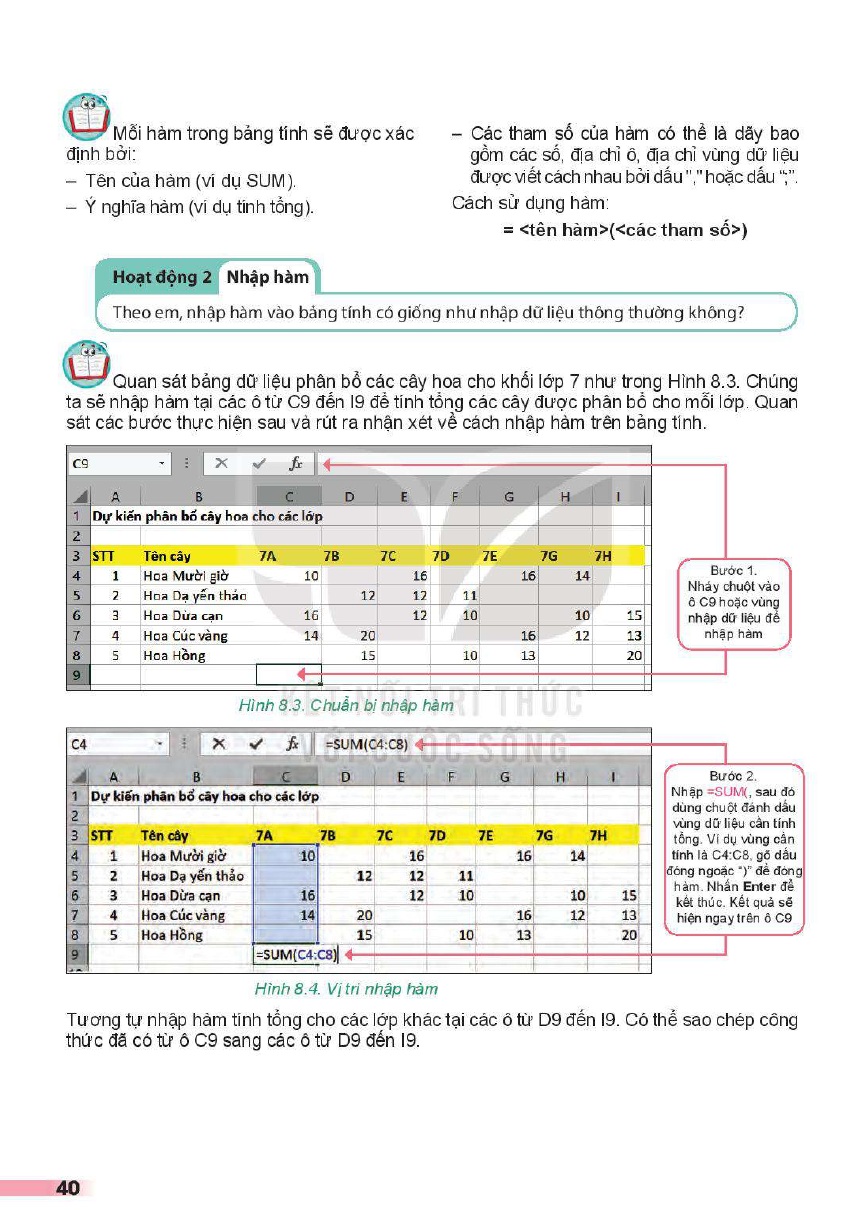 Mỗi hàm trong bảng tính sẽ được xác
định bởi:
– Tên của hàm (ví dụ SUM).
– Ý nghĩa hàm (ví dụ tính tổng).
– Các tham số của hàm có thể là dãy bao
gồm các số, địa chỉ ô, địa chỉ vùng dữ liệu
được viết cách nhau bởi dấu "," hoặc dấu ";".
Cách sử dụng hàm:
= <tên hàm>(<các tham số>)
Hoạt động 2 Nhập hàm
Theo em, nhập hàm vào bảng tính có giống như nhập dữ liệu thông thường không?
Quan sát bảng dữ liệu phân bổ các cây hoa cho khối lớp 7 như trong Hình 8.3. Chúng
ta sẽ nhập hàm tại các ô từ C9 đến I9 để tính tổng các cây được phân bổ cho mỗi lớp. Quan
sát các bước thực hiện sau và rút ra nhận xét về cách nhập hàm trên bảng tính.
C9 fx
A B C D E F G H I
1 Dự kiến phân bổ cây hoa cho các lớp
2
3 STT Tên cây 7A 7B 7C 7D 7E 7G 7H
4 1 Hoa Mười giờ 10 16 16 14
5 2 Hoa Dạ yến thảo 12 12 11
6 3 Hoa Dừa cạn 16 12 10 10 15
7 4 Hoa Cúc vàng 14 20 16 12 13
8 5 Hoa Hồng 15 10 13 20
9
Bước 1.
Nháy chuột vào
ô C9 hoặc vùng
nhập dữ liệu để
nhập hàm
Hình 8.3. Chuẩn bị nhập hàm
KẾT NỐI TRI THỨC
VỚI CUỘC SỐNG
C4 fx =SUM(C4:C8)
A B C D E F G H I
1 Dự kiến phân bổ cây hoa cho các lớp
2
3 STT Tên cây 7A 7B 7C 7D 7E 7G 7H
4 1 Hoa Mười giờ 10 16 16 14
5 2 Hoa Dạ yến thảo 12 12 11
6 3 Hoa Dừa cạn 16 12 10 10 15
7 4 Hoa Cúc vàng 14 20 16 12 13
8 5 Hoa Hồng 15 10 13 20
9 =SUM(C4:C8)
Bước 2.
Nhập =SUM(, sau đó
dùng chuột đánh dấu
vùng dữ liệu cần tính
tổng. Ví dụ vùng cần
tính là C4:C8, gõ dấu
đóng ngoặc ")" để đóng
hàm. Nhấn Enter để
kết thúc. Kết quả sẽ
hiện ngay trên ô C9
Hình 8.4. Vị trí nhập hàm
Tương tự nhập hàm tính tổng cho các lớp khác tại các ô từ D9 đến I9. Có thể sao chép công
thức đã có từ ô C9 sang các ô từ D9 đến I9.
40